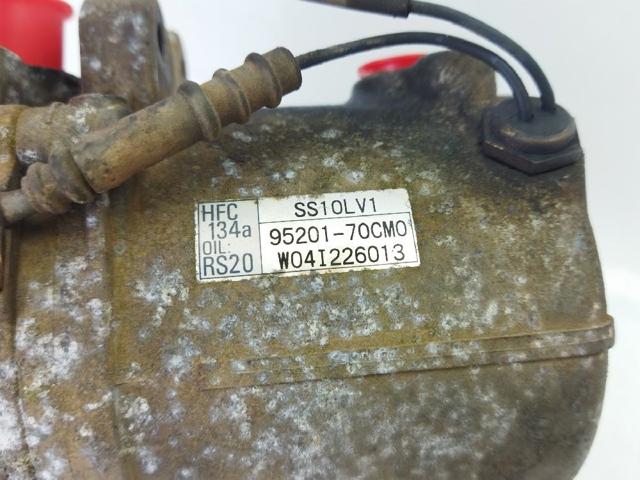 HFC
134a
OIL:
RS20
SS10LV1
95201-70CM0
W04I226013